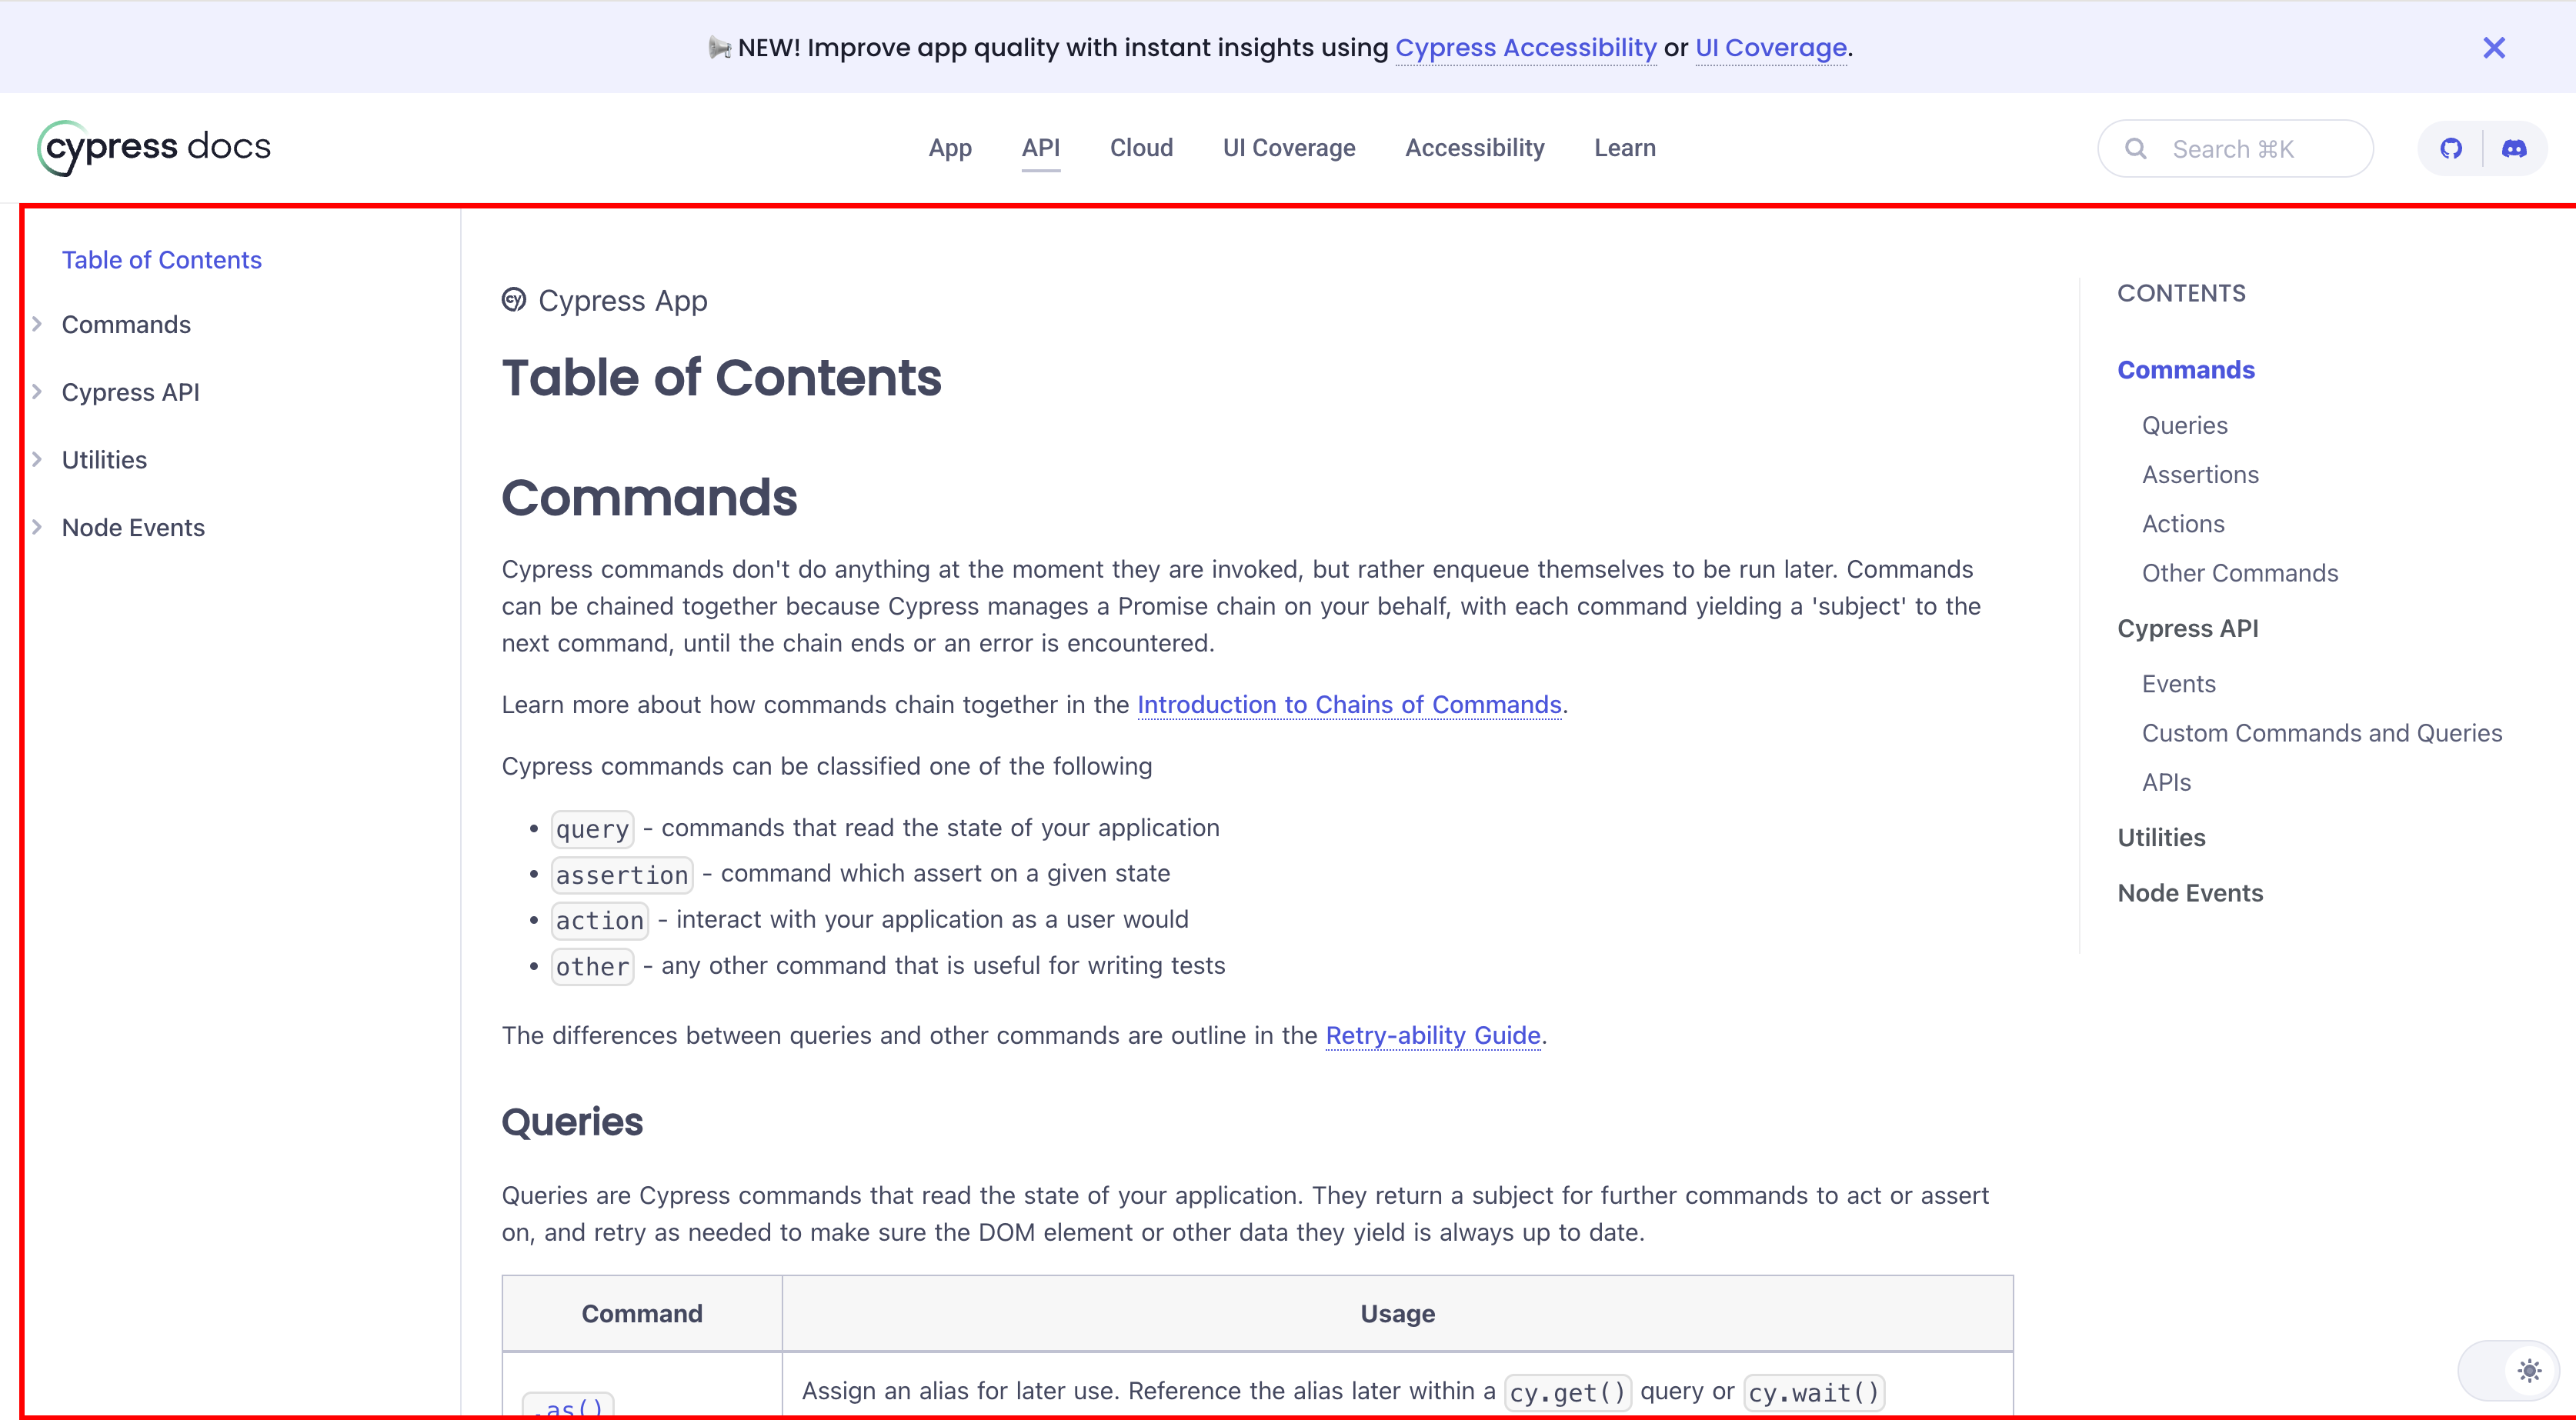 NEW! Improve app quality with instant insights using Cypress Accessibility or UI Coverage.
cypress docs
App
API
Cloud
UI Coverage
Accessibility
Learn
Search ⌘K
Table of Contents
Commands
Cypress API
Utilities
Node Events
cy Cypress App
Table of Contents
Commands
Cypress commands don't do anything at the moment they are invoked, but rather enqueue themselves to be run later. Commands
can be chained together because Cypress manages a Promise chain on your behalf, with each command yielding a 'subject' to the
next command, until the chain ends or an error is encountered.
Learn more about how commands chain together in the Introduction to Chains of Commands.
Cypress commands can be classified one of the following
• query - commands that read the state of your application
• assertion - command which assert on a given state
• action - interact with your application as a user would
• other - any other command that is useful for writing tests
The differences between queries and other commands are outline in the Retry-ability Guide.
Queries
Queries are Cypress commands that read the state of your application. They return a subject for further commands to act or assert
on, and retry as needed to make sure the DOM element or other data they yield is always up to date.
Command
Usage
.as()
Assign an alias for later use. Reference the alias later within a cy.get() query or cy.wait()
CONTENTS
Commands
Queries
Assertions
Actions
Other Commands
Cypress API
Events
Custom Commands and Queries
APIs
Utilities
Node Events